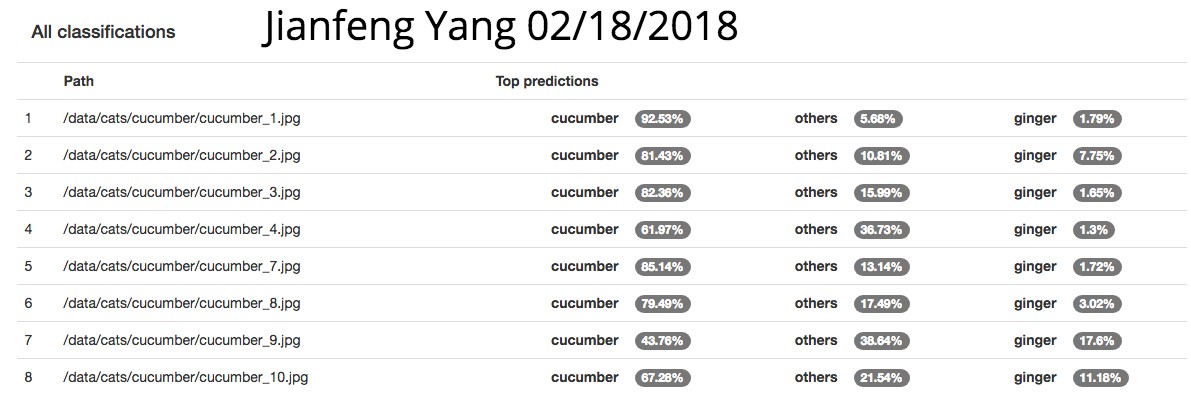 All classifications Jianfeng Yang 02/18/2018
Path Top predictions
1 /data/cats/cucumber/cucumber_1.jpg cucumber 92.53% others 5.68% ginger 1.79%
2 /data/cats/cucumber/cucumber_2.jpg cucumber 81.43% others 10.81% ginger 7.75%
3 /data/cats/cucumber/cucumber_3.jpg cucumber 82.36% others 15.99% ginger 1.65%
4 /data/cats/cucumber/cucumber_4.jpg cucumber 61.97% others 36.73% ginger 1.3%
5 /data/cats/cucumber/cucumber_7.jpg cucumber 85.14% others 13.14% ginger 1.72%
6 /data/cats/cucumber/cucumber_8.jpg cucumber 79.49% others 17.49% ginger 3.02%
7 /data/cats/cucumber/cucumber_9.jpg cucumber 43.76% others 38.64% ginger 17.6%
8 /data/cats/cucumber/cucumber_10.jpg cucumber 67.28% others 21.54% ginger 11.18%